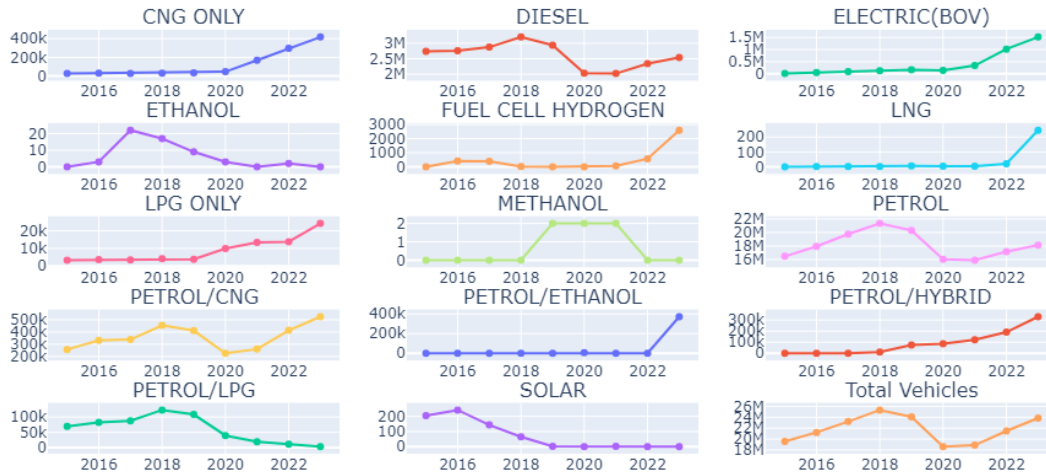 CNG ONLY DIESEL ELECTRIC(BOV)
400k
200k
0
3M
2.5M
2M
1.5M
1M
0.5M
0
2016 2018 2020 2022 2016 2018 2020 2022 2016 2018 2020 2022
ETHANOL FUEL CELL HYDROGEN LNG
20
10
0
3000
2000
1000
0
200
100
0
2016 2018 2020 2022 2016 2018 2020 2022 2016 2018 2020 2022
LPG ONLY METHANOL PETROL
20k
10k
0
2
1
0
22M
20M
18M
16M
2016 2018 2020 2022 2016 2018 2020 2022 2016 2018 2020 2022
PETROL/CNG PETROL/ETHANOL PETROL/HYBRID
500k
400k
300k
200k
400k
200k
0
300k
200k
100k
0
2016 2018 2020 2022 2016 2018 2020 2022 2016 2018 2020 2022
PETROL/LPG SOLAR Total Vehicles
100k
50k
0
200
100
0
26M
24M
22M
20M
18M
2016 2018 2020 2022 2016 2018 2020 2022 2016 2018 2020 2022